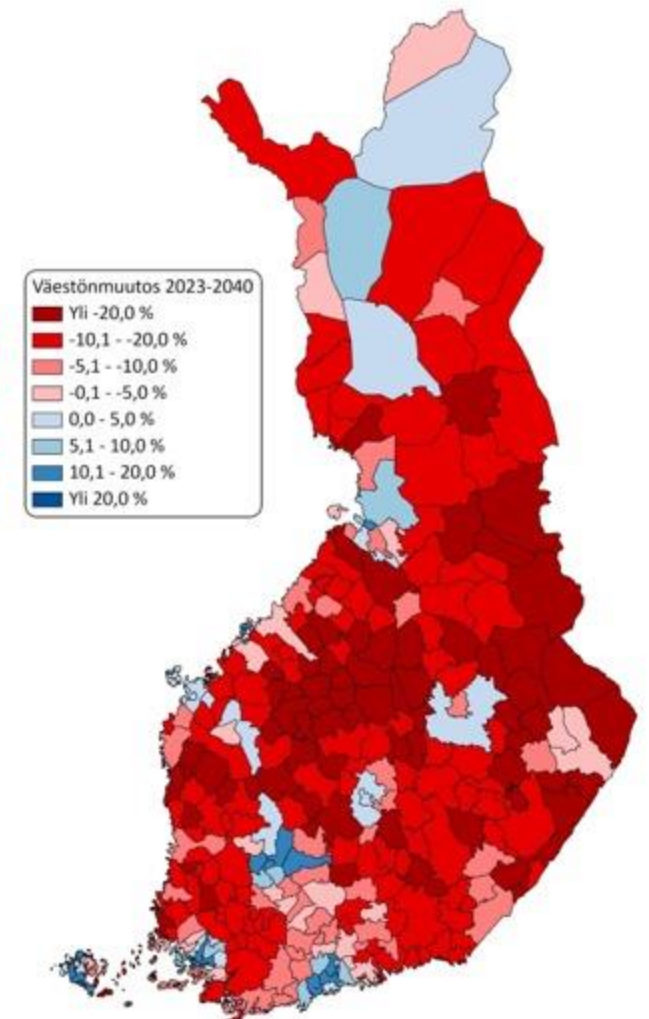 Väestönmuutos 2023-2040
Yli -20,0 %
-10,1 - -20,0 %
-5,1 - -10,0 %
-0,1 - -5,0 %
0,0 - 5,0 %
5,1 - 10,0 %
10,1 - 20,0 %
Yli 20,0 %